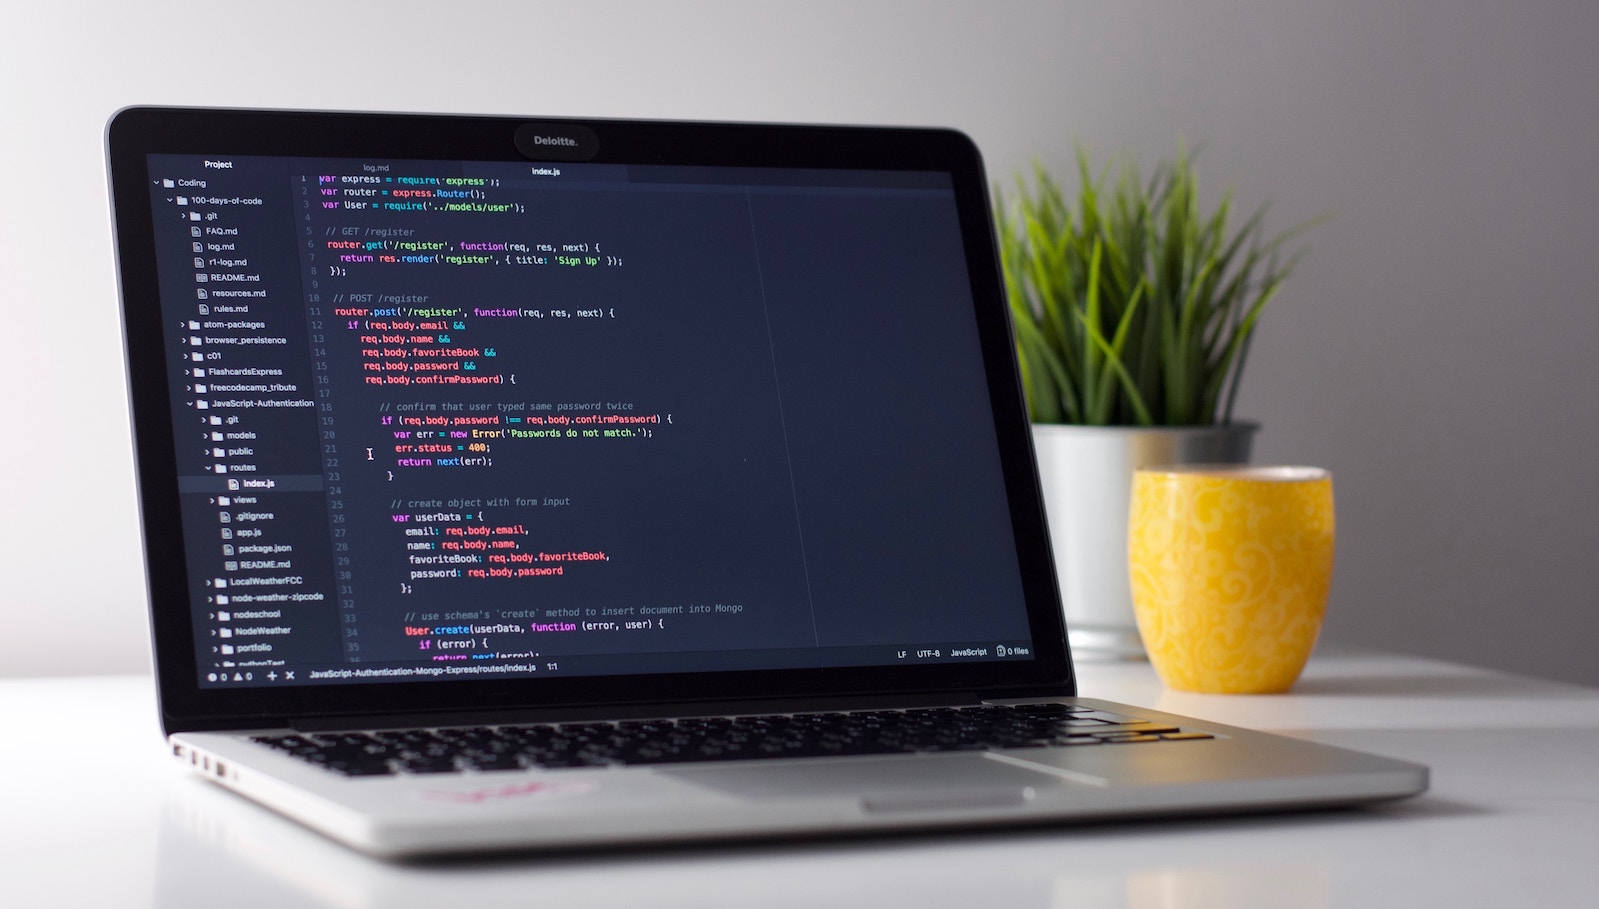 Deloitte.
Project
Coding
100-days-of-code
.git
FAQ.md
log.md
r1-log.md
README.md
resources.md
rules.md
atom-packages
browser_persistence
c01
FlashcardsExpress
freecodecamp_tribute
JavaScript-Authentication
.git
models
public
routes
index.js
views
.gitignore
app.js
package.json
README.md
LocalWeatherFCC
node-weather-zipcode
nodeschool
NodeWeather
portfolio
pythonTest
log.md
index.js
1 var express = require('express');
2 var router = express.Router();
3 var User = require('../models/user');
4
5 // GET /register
6 router.get('/register', function(req, res, next) {
7 return res.render('register', { title: 'Sign Up' });
8 });
9
10 // POST /register
11 router.post('/register', function(req, res, next) {
12 if (req.body.email &&
13 req.body.name &&
14 req.body.favoriteBook &&
15 req.body.password &&
16 req.body.confirmPassword) {
17
18 // confirm that user typed same password twice
19 if (req.body.password !== req.body.confirmPassword) {
20 var err = new Error('Passwords do not match.');
21 err.status = 400;
22 return next(err);
23 }
24
25 // create object with form input
26 var userData = {
27 email: req.body.email,
28 name: req.body.name,
29 favoriteBook: req.body.favoriteBook,
30 password: req.body.password
31 };
32
33 // use schema's `create` method to insert document into Mongo
34 User.create(userData, function (error, user) {
35 if (error) {
36 return next(error);
0 0 JavaScript-Authentication-Mongo-Express/routes/index.js 1:1 LF UTF-8 JavaScript 0 files